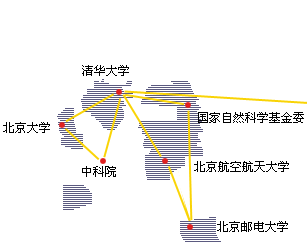 清华大学
国家自然科学基金委
北京大学
中科院
北京航空航天大学
北京邮电大学